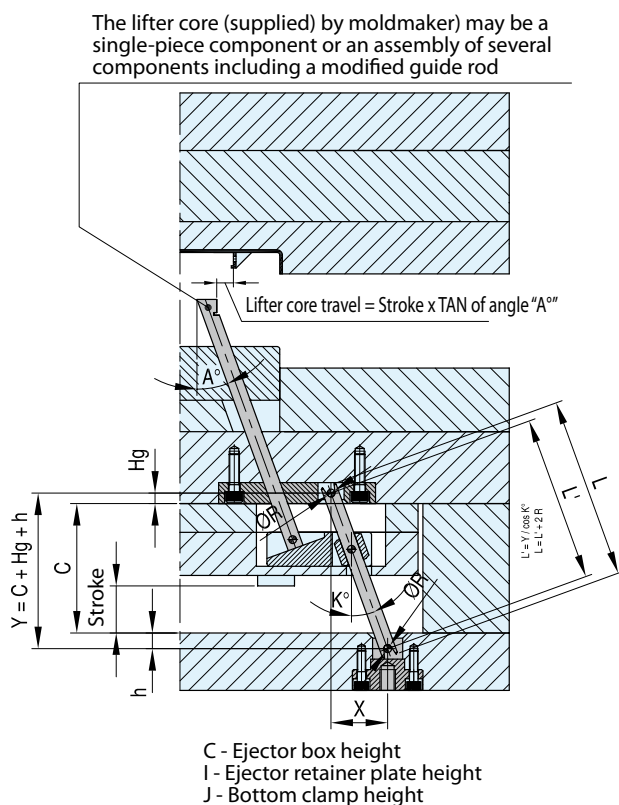 The lifter core (supplied) by moldmaker) may be a
single-piece component or an assembly of several
components including a modified guide rod
Lifter core travel = Stroke x TAN of angle “A°”
A°
Hg
L
L'
L' = Y / cos K°
L = L' + 2 R
ØR
Y = C + Hg + h
C
Stroke
K°
ØR
h
X
C - Ejector box height
I - Ejector retainer plate height
J - Bottom clamp height